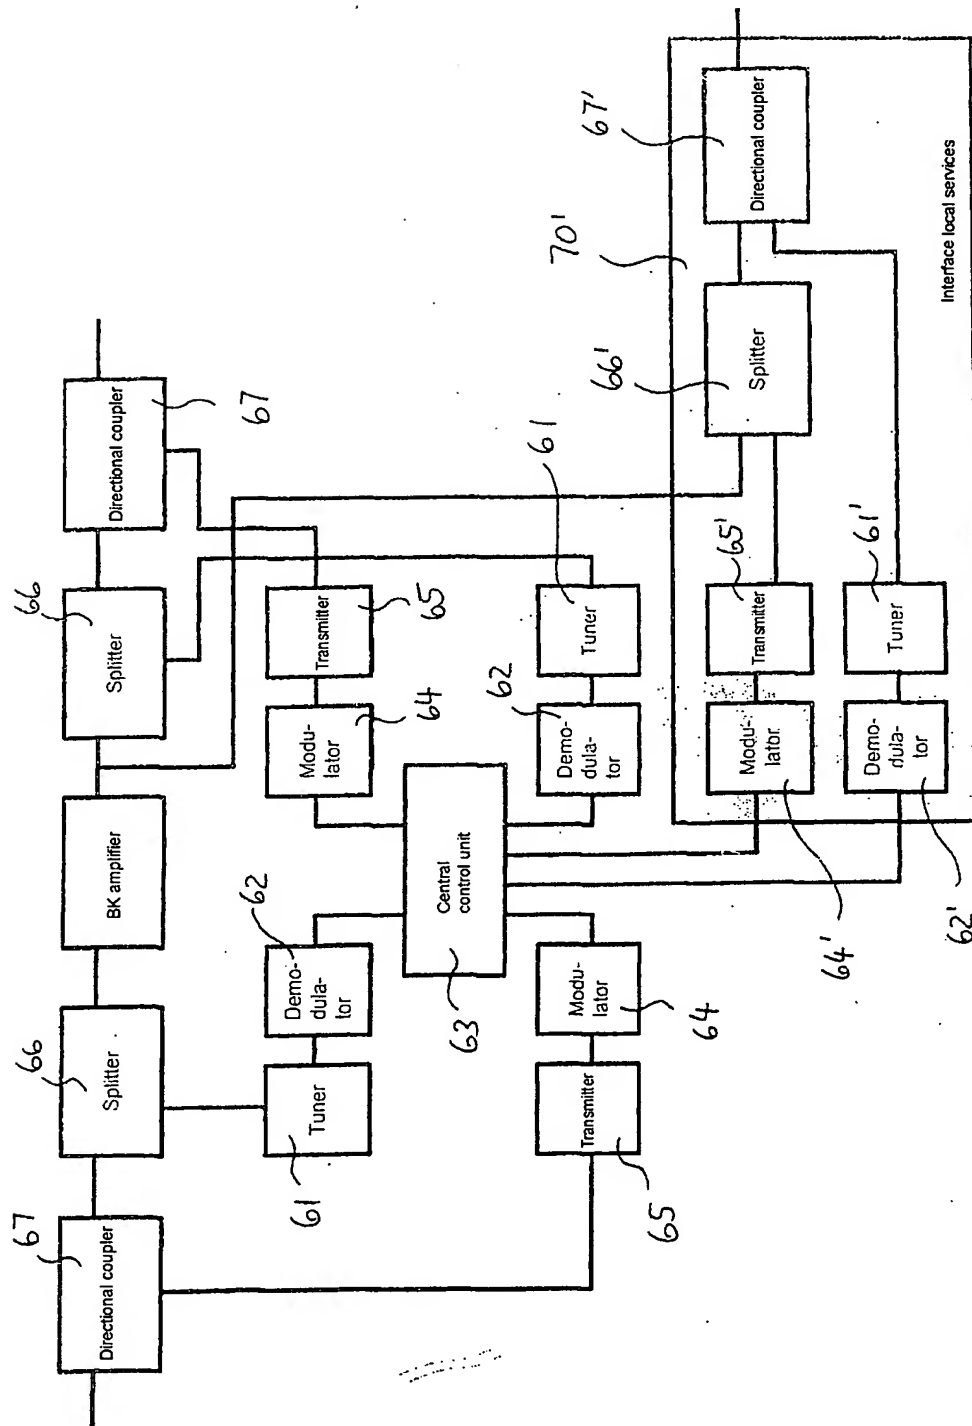 67
66
66
Directional coupler
Splitter
BK amplifier
Splitter
Directional coupler
67
61
Tuner
62
Demo-
dula-
tor
Modu-
lator
64
Transmitter
65
Central
control unit
63
Transmitter
65
Modu-
lator
64
62
Demo-
dula-
tor
61
Tuner
70'
66'
67'
Modu-
lator
64'
65'
Transmitter
Splitter
Directional coupler
Demo-
dula-
tor
62'
61'
Tuner
Interface local services